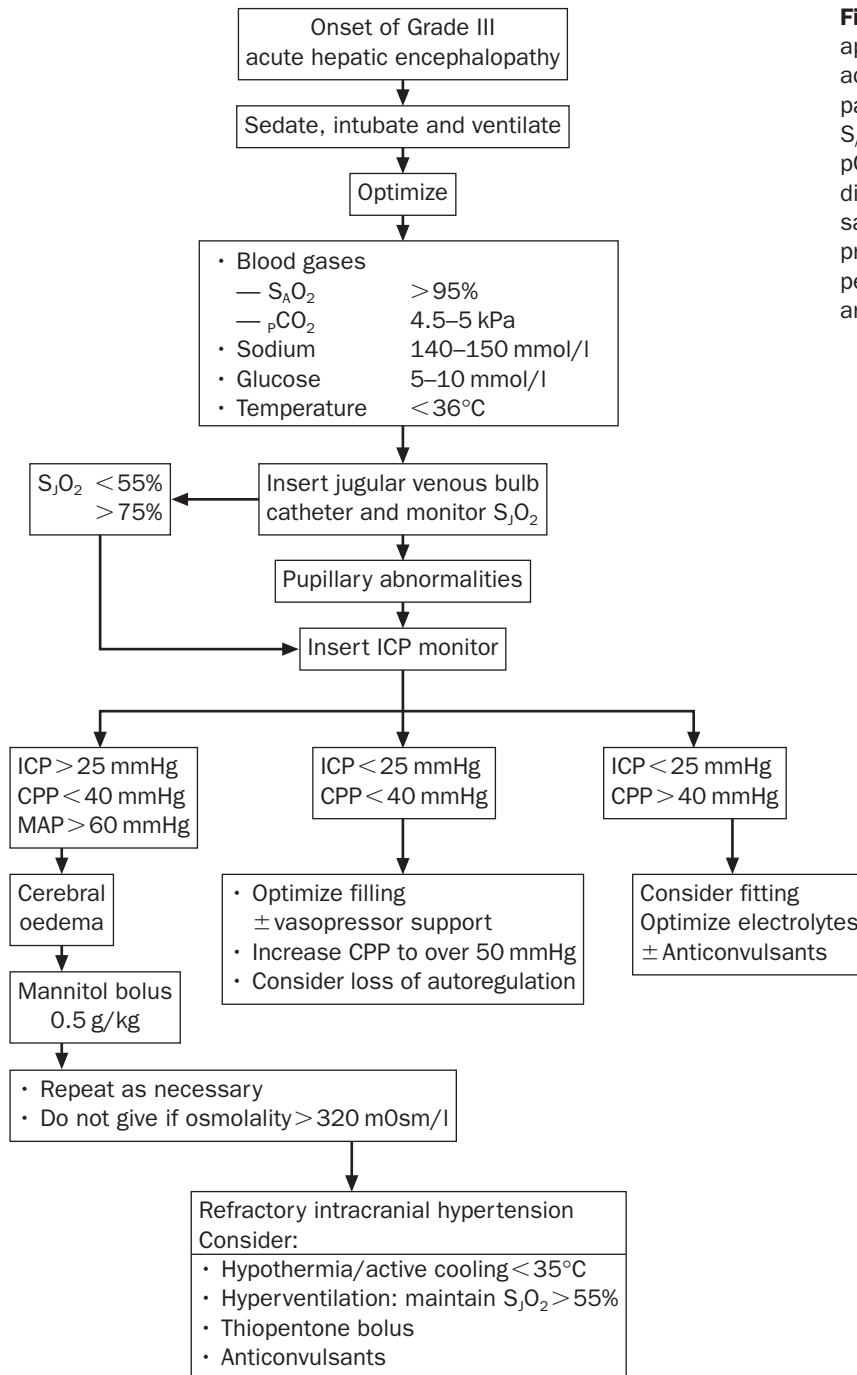 Onset of Grade III
acute hepatic encephalopathy
Sedate, intubate and ventilate
Optimize
· Blood gases
— SAO2 >95%
— PCO2 4.5–5 kPa
· Sodium 140–150 mmol/l
· Glucose 5–10 mmol/l
· Temperature <36°C
SJO2 <55%
>75%
Insert jugular venous bulb
catheter and monitor SJO2
Pupillary abnormalities
Insert ICP monitor
ICP>25 mmHg
CPP<40 mmHg
MAP>60 mmHg
ICP<25 mmHg
CPP<40 mmHg
ICP<25 mmHg
CPP>40 mmHg
Cerebral
oedema
· Optimize filling
±vasopressor support
· Increase CPP to over 50 mmHg
· Consider loss of autoregulation
Consider fitting
Optimize electrolytes
±Anticonvulsants
Mannitol bolus
0.5 g/kg
· Repeat as necessary
· Do not give if osmolality>320 mOsm/l
Refractory intracranial hypertension
Consider:
· Hypothermia/active cooling<35°C
· Hyperventilation: maintain SJO2>55%
· Thiopentone bolus
· Anticonvulsants